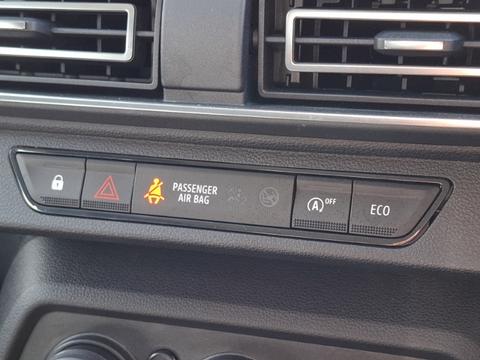 PASSENGER
AIR BAG
A OFF
ECO